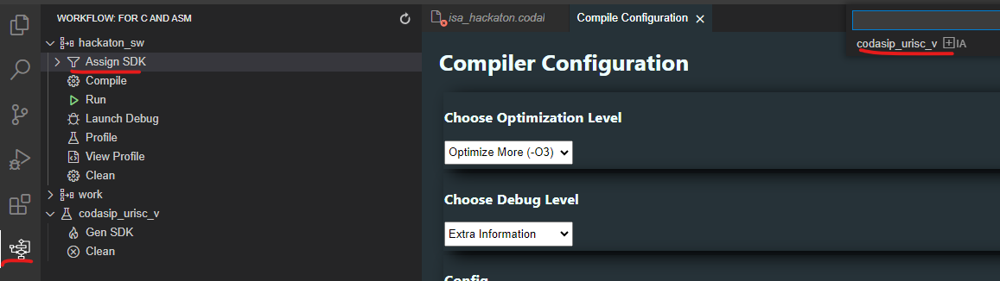 WORKFLOW: FOR C AND ASM
hackaton_sw
Assign SDK
Compile
Run
Launch Debug
Profile
View Profile
Clean
work
codasip_urisc_v
Gen SDK
Clean
isa_hackaton.codal
Compile Configuration
codasip_urisc_v IA
Compiler Configuration
Choose Optimization Level
Optimize More (-O3)
Choose Debug Level
Extra Information
Config